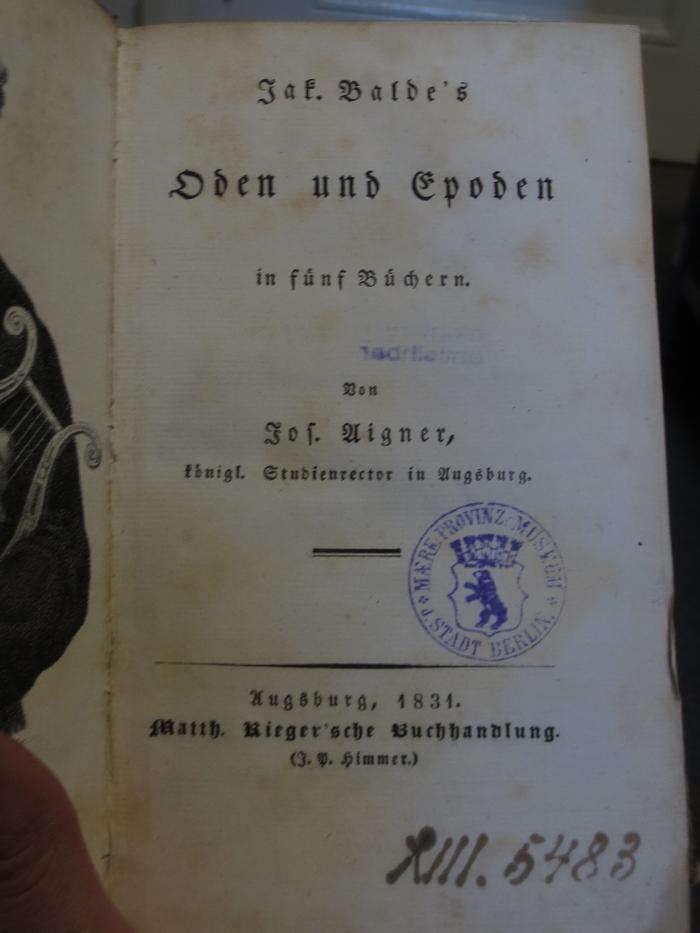 Jak. Balde's
Oden und Epoden
in fünf Büchern.
Von
Jos. Aigner,
königl. Studienrector in Augsburg.
MÆRK. PROVINZ. MUSEUM
d. STADT BERLIN.
Augsburg, 1831.
Matth. Rieger'sche Buchhandlung.
(J. P. Himmer.)
XIII. 5483